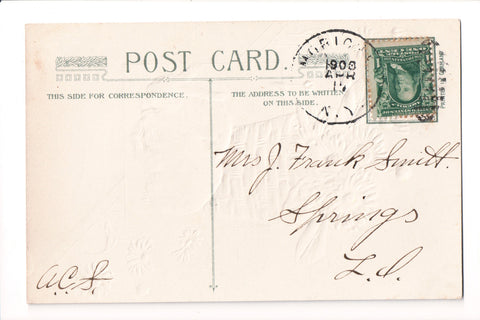 POST CARD.
THIS SIDE FOR CORRESPONDENCE.
THE ADDRESS TO BE WRITTEN
ON THIS SIDE.
1908
APR
N.Y.
Mrs J. Frank Smith.
Springs
L.I.
A.C.S.